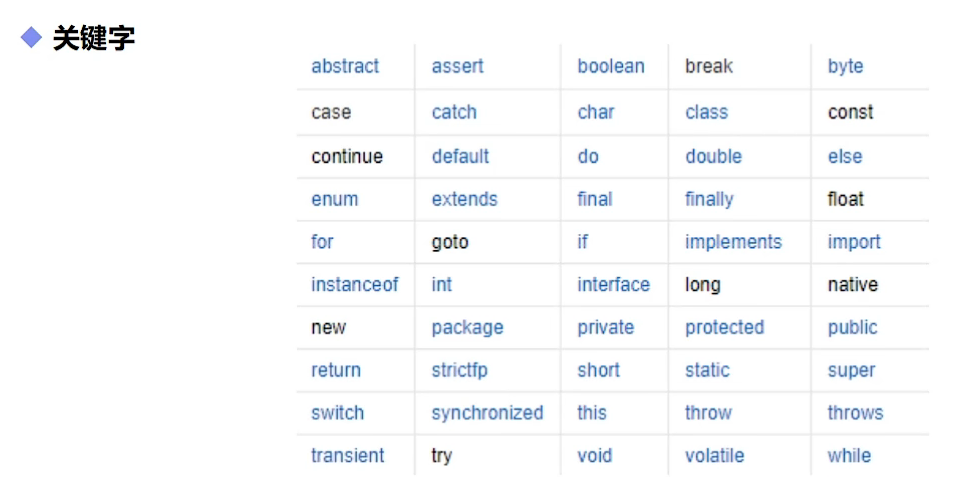 关键字
abstract assert boolean break byte
case catch char class const
continue default do double else
enum extends final finally float
for goto if implements import
instanceof int interface long native
new package private protected public
return strictfp short static super
switch synchronized this throw throws
transient try void volatile while